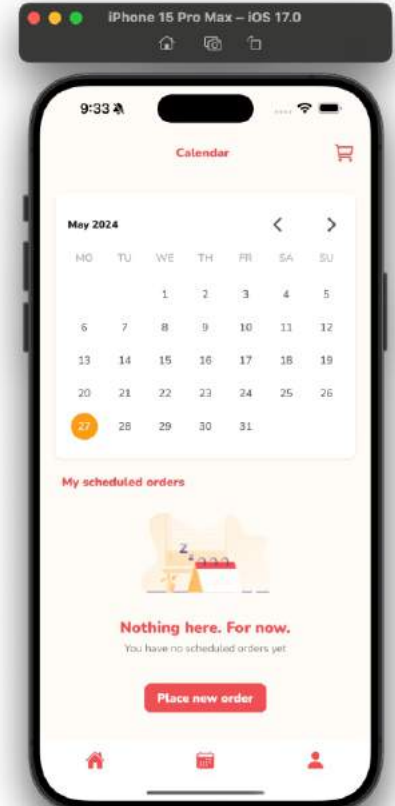 iPhone 15 Pro Max – iOS 17.0
9:33
Calendar
May 2024
MO TU WE TH FR SA SU
1 2 3 4 5
6 7 8 9 10 11 12
13 14 15 16 17 18 19
20 21 22 23 24 25 26
27 28 29 30 31
My scheduled orders
Z z
Nothing here. For now.
You have no scheduled orders yet
Place new order